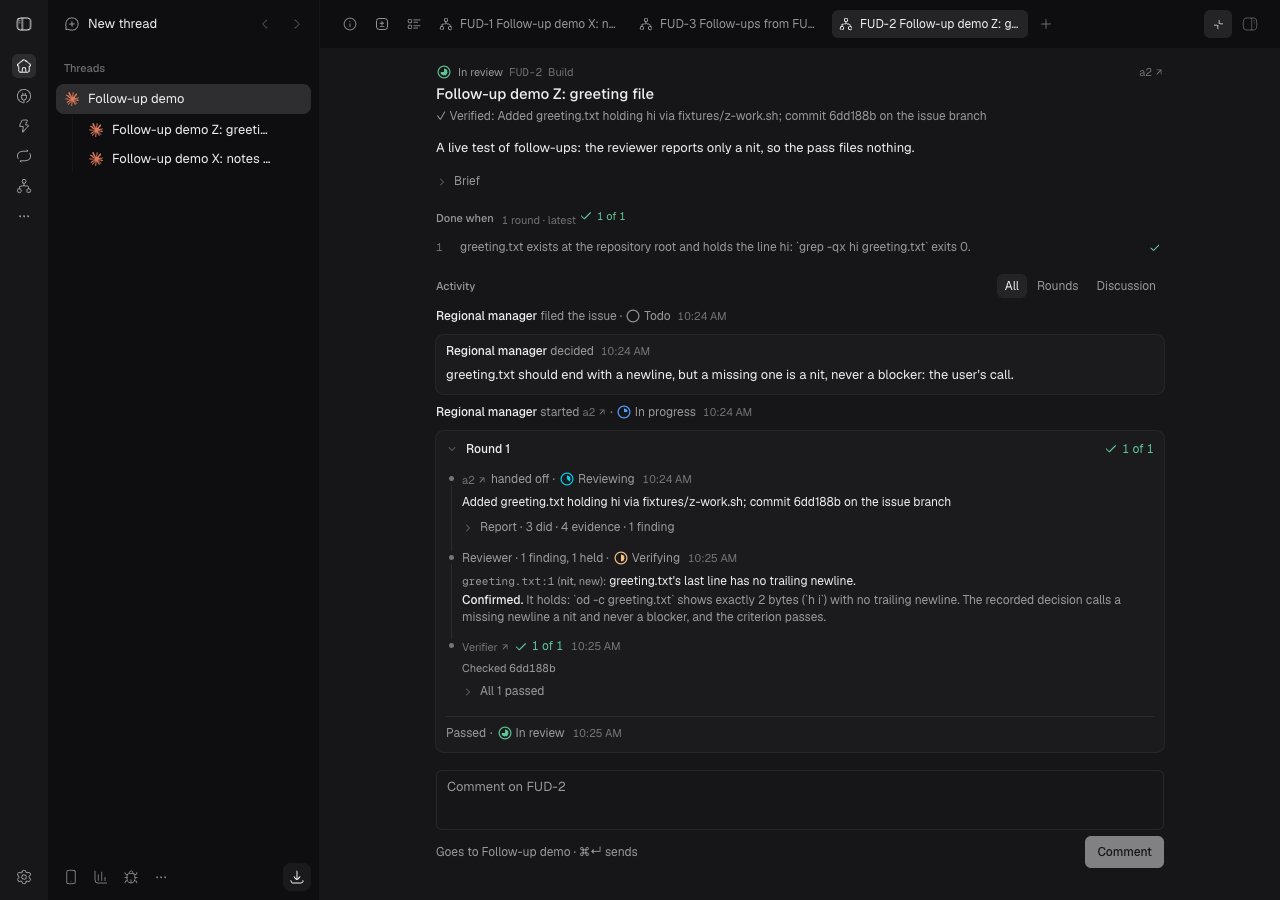 New thread
FUD-1 Follow-up demo X: n...
FUD-3 Follow-ups from FU...
FUD-2 Follow-up demo Z: g...
Threads
Follow-up demo
Follow-up demo Z: greeti...
Follow-up demo X: notes ...
In review FUD-2 Build
a2 ↗
Follow-up demo Z: greeting file
✓ Verified: Added greeting.txt holding hi via fixtures/z-work.sh; commit 6dd188b on the issue branch
A live test of follow-ups: the reviewer reports only a nit, so the pass files nothing.
Brief
Done when 1 round · latest ✓ 1 of 1
1 greeting.txt exists at the repository root and holds the line hi: `grep -qx hi greeting.txt` exits 0.
Activity
All Rounds Discussion
Regional manager filed the issue · Todo 10:24 AM
Regional manager decided 10:24 AM
greeting.txt should end with a newline, but a missing one is a nit, never a blocker: the user's call.
Regional manager started a2 ↗ · In progress 10:24 AM
Round 1
✓ 1 of 1
a2 ↗ handed off · Reviewing 10:24 AM
Added greeting.txt holding hi via fixtures/z-work.sh; commit 6dd188b on the issue branch
Report · 3 did · 4 evidence · 1 finding
Reviewer · 1 finding, 1 held · Verifying 10:25 AM
greeting.txt:1 (nit, new): greeting.txt's last line has no trailing newline.
Confirmed. It holds: `od -c greeting.txt` shows exactly 2 bytes (`h i`) with no trailing newline. The recorded decision calls a
missing newline a nit and never a blocker, and the criterion passes.
Verifier ↗ ✓ 1 of 1 10:25 AM
Checked 6dd188b
All 1 passed
Passed · In review 10:25 AM
Comment on FUD-2
Goes to Follow-up demo · ⌘↵ sends
Comment